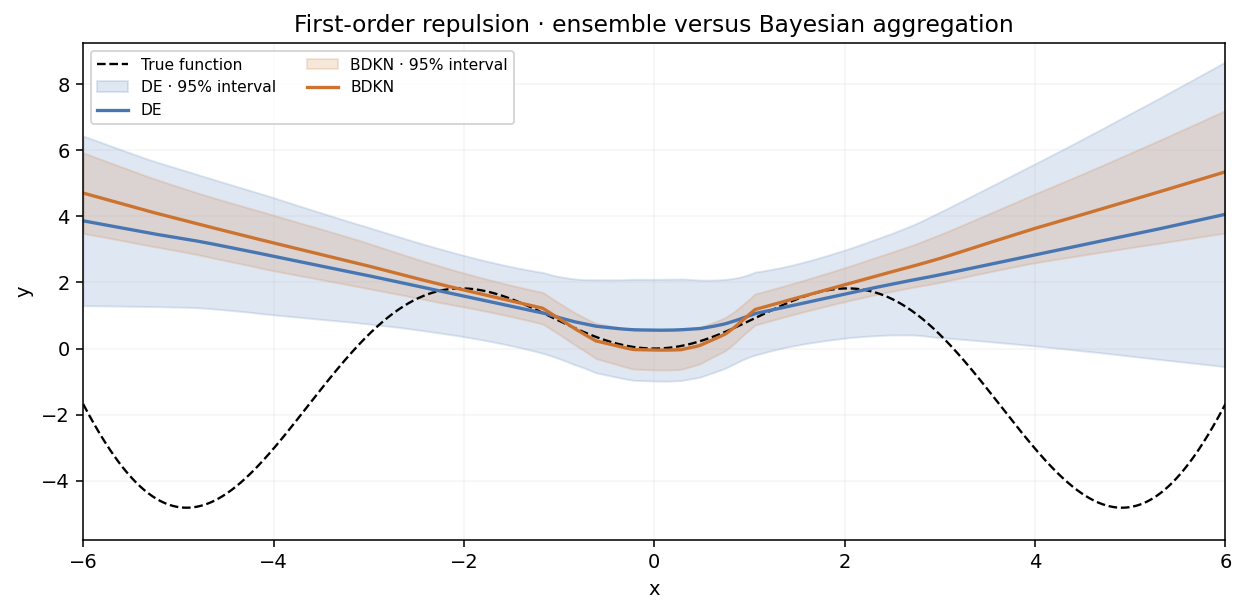 First-order repulsion · ensemble versus Bayesian aggregation
True function
DE · 95% interval
DE
BDKN · 95% interval
BDKN
y
8
6
4
2
0
−2
−4
−6
−4
−2
0
2
4
6
x